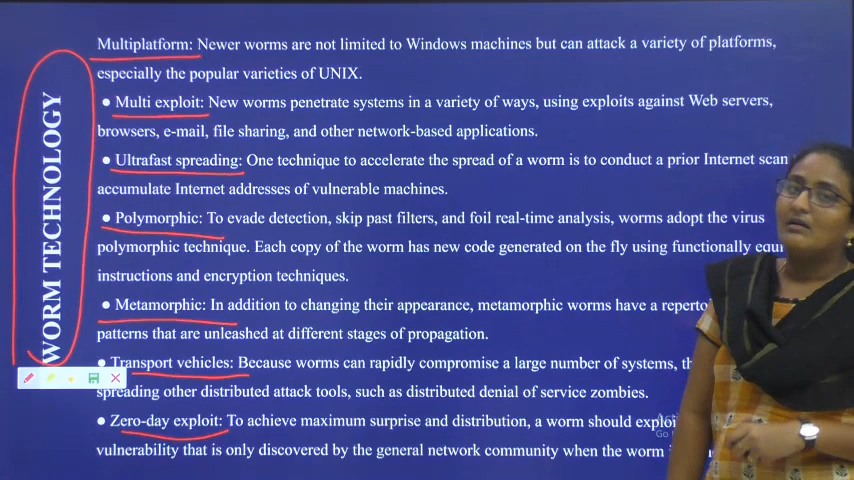 WORM TECHNOLOGY
Multiplatform: Newer worms are not limited to Windows machines but can attack a variety of platforms,
especially the popular varieties of UNIX.
● Multi exploit: New worms penetrate systems in a variety of ways, using exploits against Web servers,
browsers, e-mail, file sharing, and other network-based applications.
● Ultrafast spreading: One technique to accelerate the spread of a worm is to conduct a prior Internet scan
accumulate Internet addresses of vulnerable machines.
● Polymorphic: To evade detection, skip past filters, and foil real-time analysis, worms adopt the virus
polymorphic technique. Each copy of the worm has new code generated on the fly using functionally
instructions and encryption techniques.
● Metamorphic: In addition to changing their appearance, metamorphic worms have a
patterns that are unleashed at different stages of propagation.
● Transport vehicles: Because worms can rapidly compromise a large number of systems,
spreading other distributed attack tools, such as distributed denial of service zombies.
● Zero-day exploit: To achieve maximum surprise and distribution, a worm should
vulnerability that is only discovered by the general network community when the worm